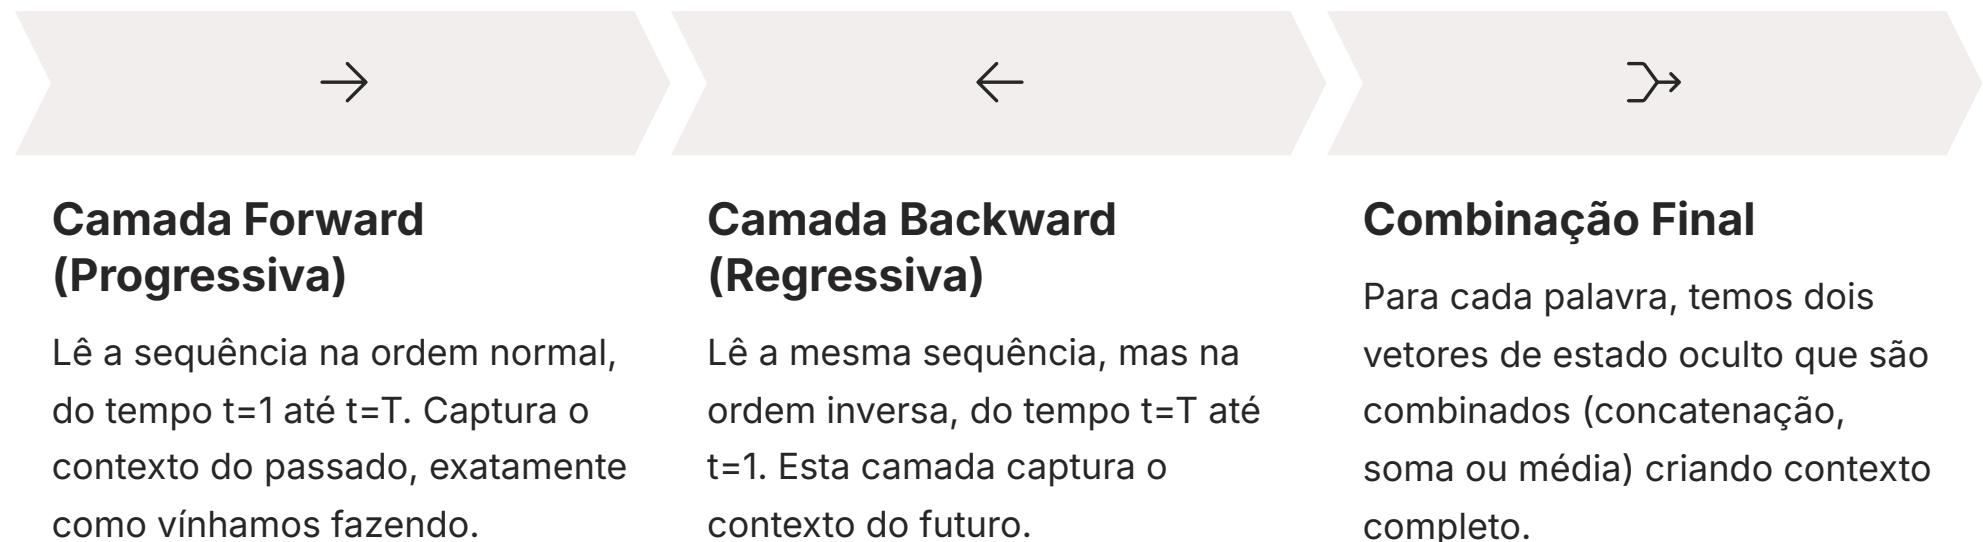 Camada Forward
(Progressiva)
Lê a sequência na ordem normal,
do tempo t=1 até t=T. Captura o
contexto do passado, exatamente
como vínhamos fazendo.
Camada Backward
(Regressiva)
Lê a mesma sequência, mas na
ordem inversa, do tempo t=T até
t=1. Esta camada captura o
contexto do futuro.
Combinação Final
Para cada palavra, temos dois
vetores de estado oculto que são
combinados (concatenação,
soma ou média) criando contexto
completo.